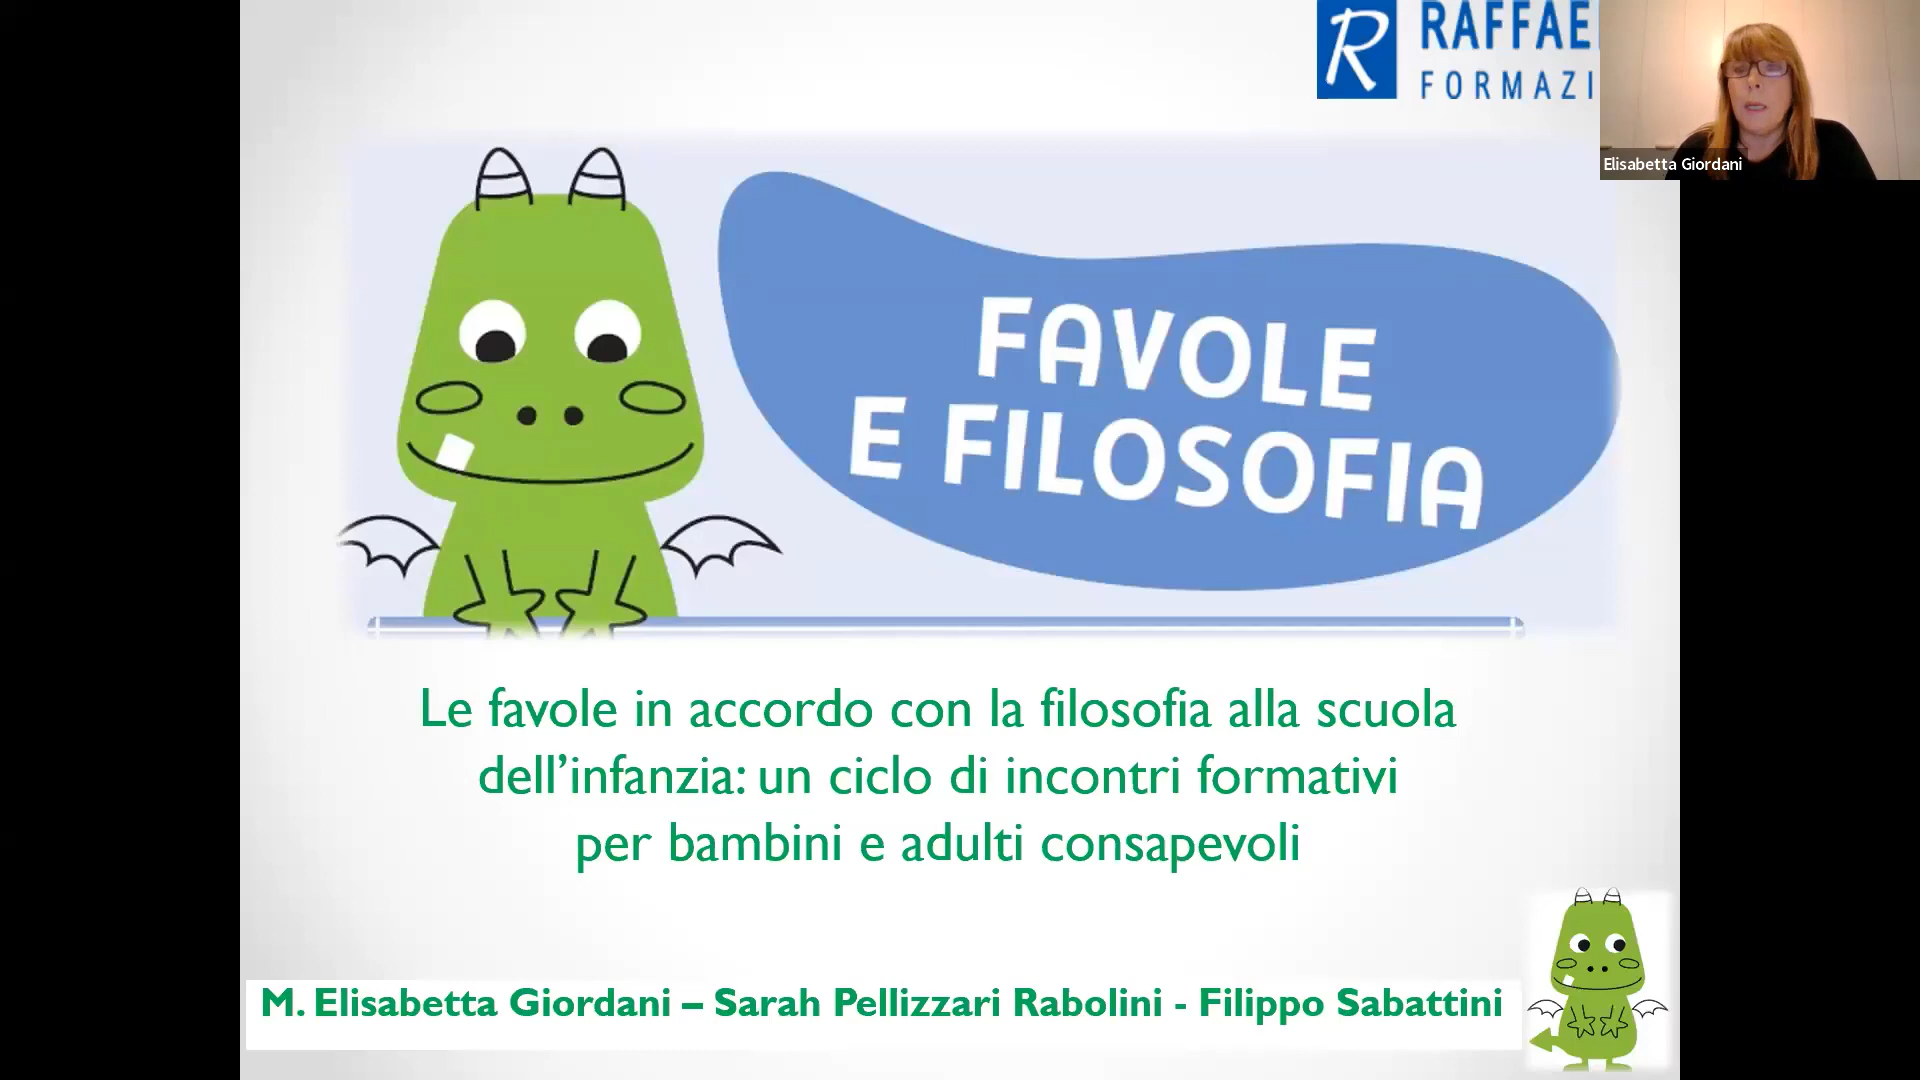 R
FORMAZI
Elisabetta Giordani
FAVOLE
E FILOSOFIA
Le favole in accordo con la filosofia alla scuola
dell’infanzia: un ciclo di incontri formativi
per bambini e adulti consapevoli
M. Elisabetta Giordani – Sarah Pellizzari Rabolini - Filippo Sabattini